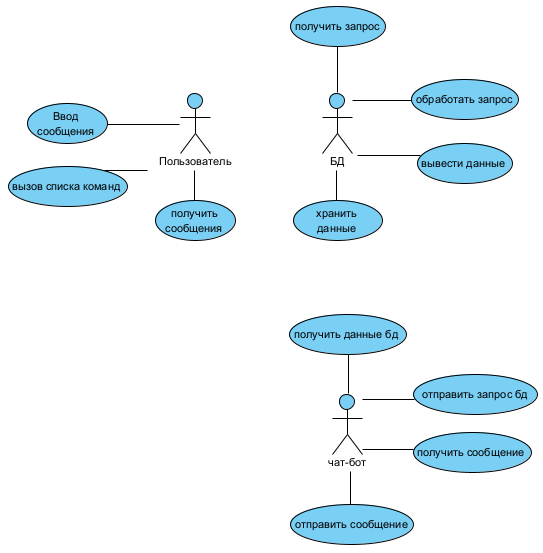 получить запрос
обработать запрос
Ввод
сообщения
Пользователь
БД
вывести данные
вызов списка команд
получить
сообщения
хранить
данные
получить данные бд
отправить запрос бд
получить сообщение
чат-бот
отправить сообщение